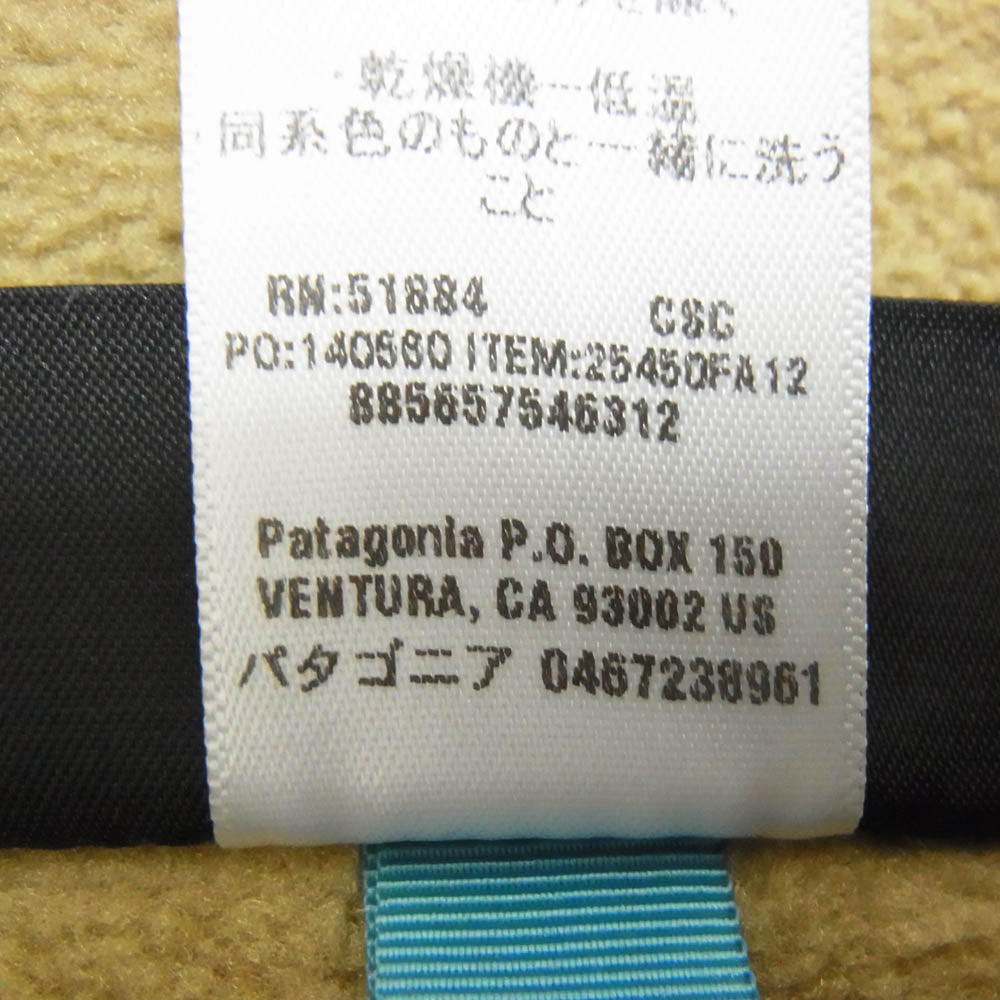 乾燥機一低温
同系色のものと一緒に洗う
こと
RN:51884 CSC
PO:140560 ITEM:25450FA12
885657546312
Patagonia P.O. BOX 150
VENTURA, CA 93002 US
パタゴニア 0467238961